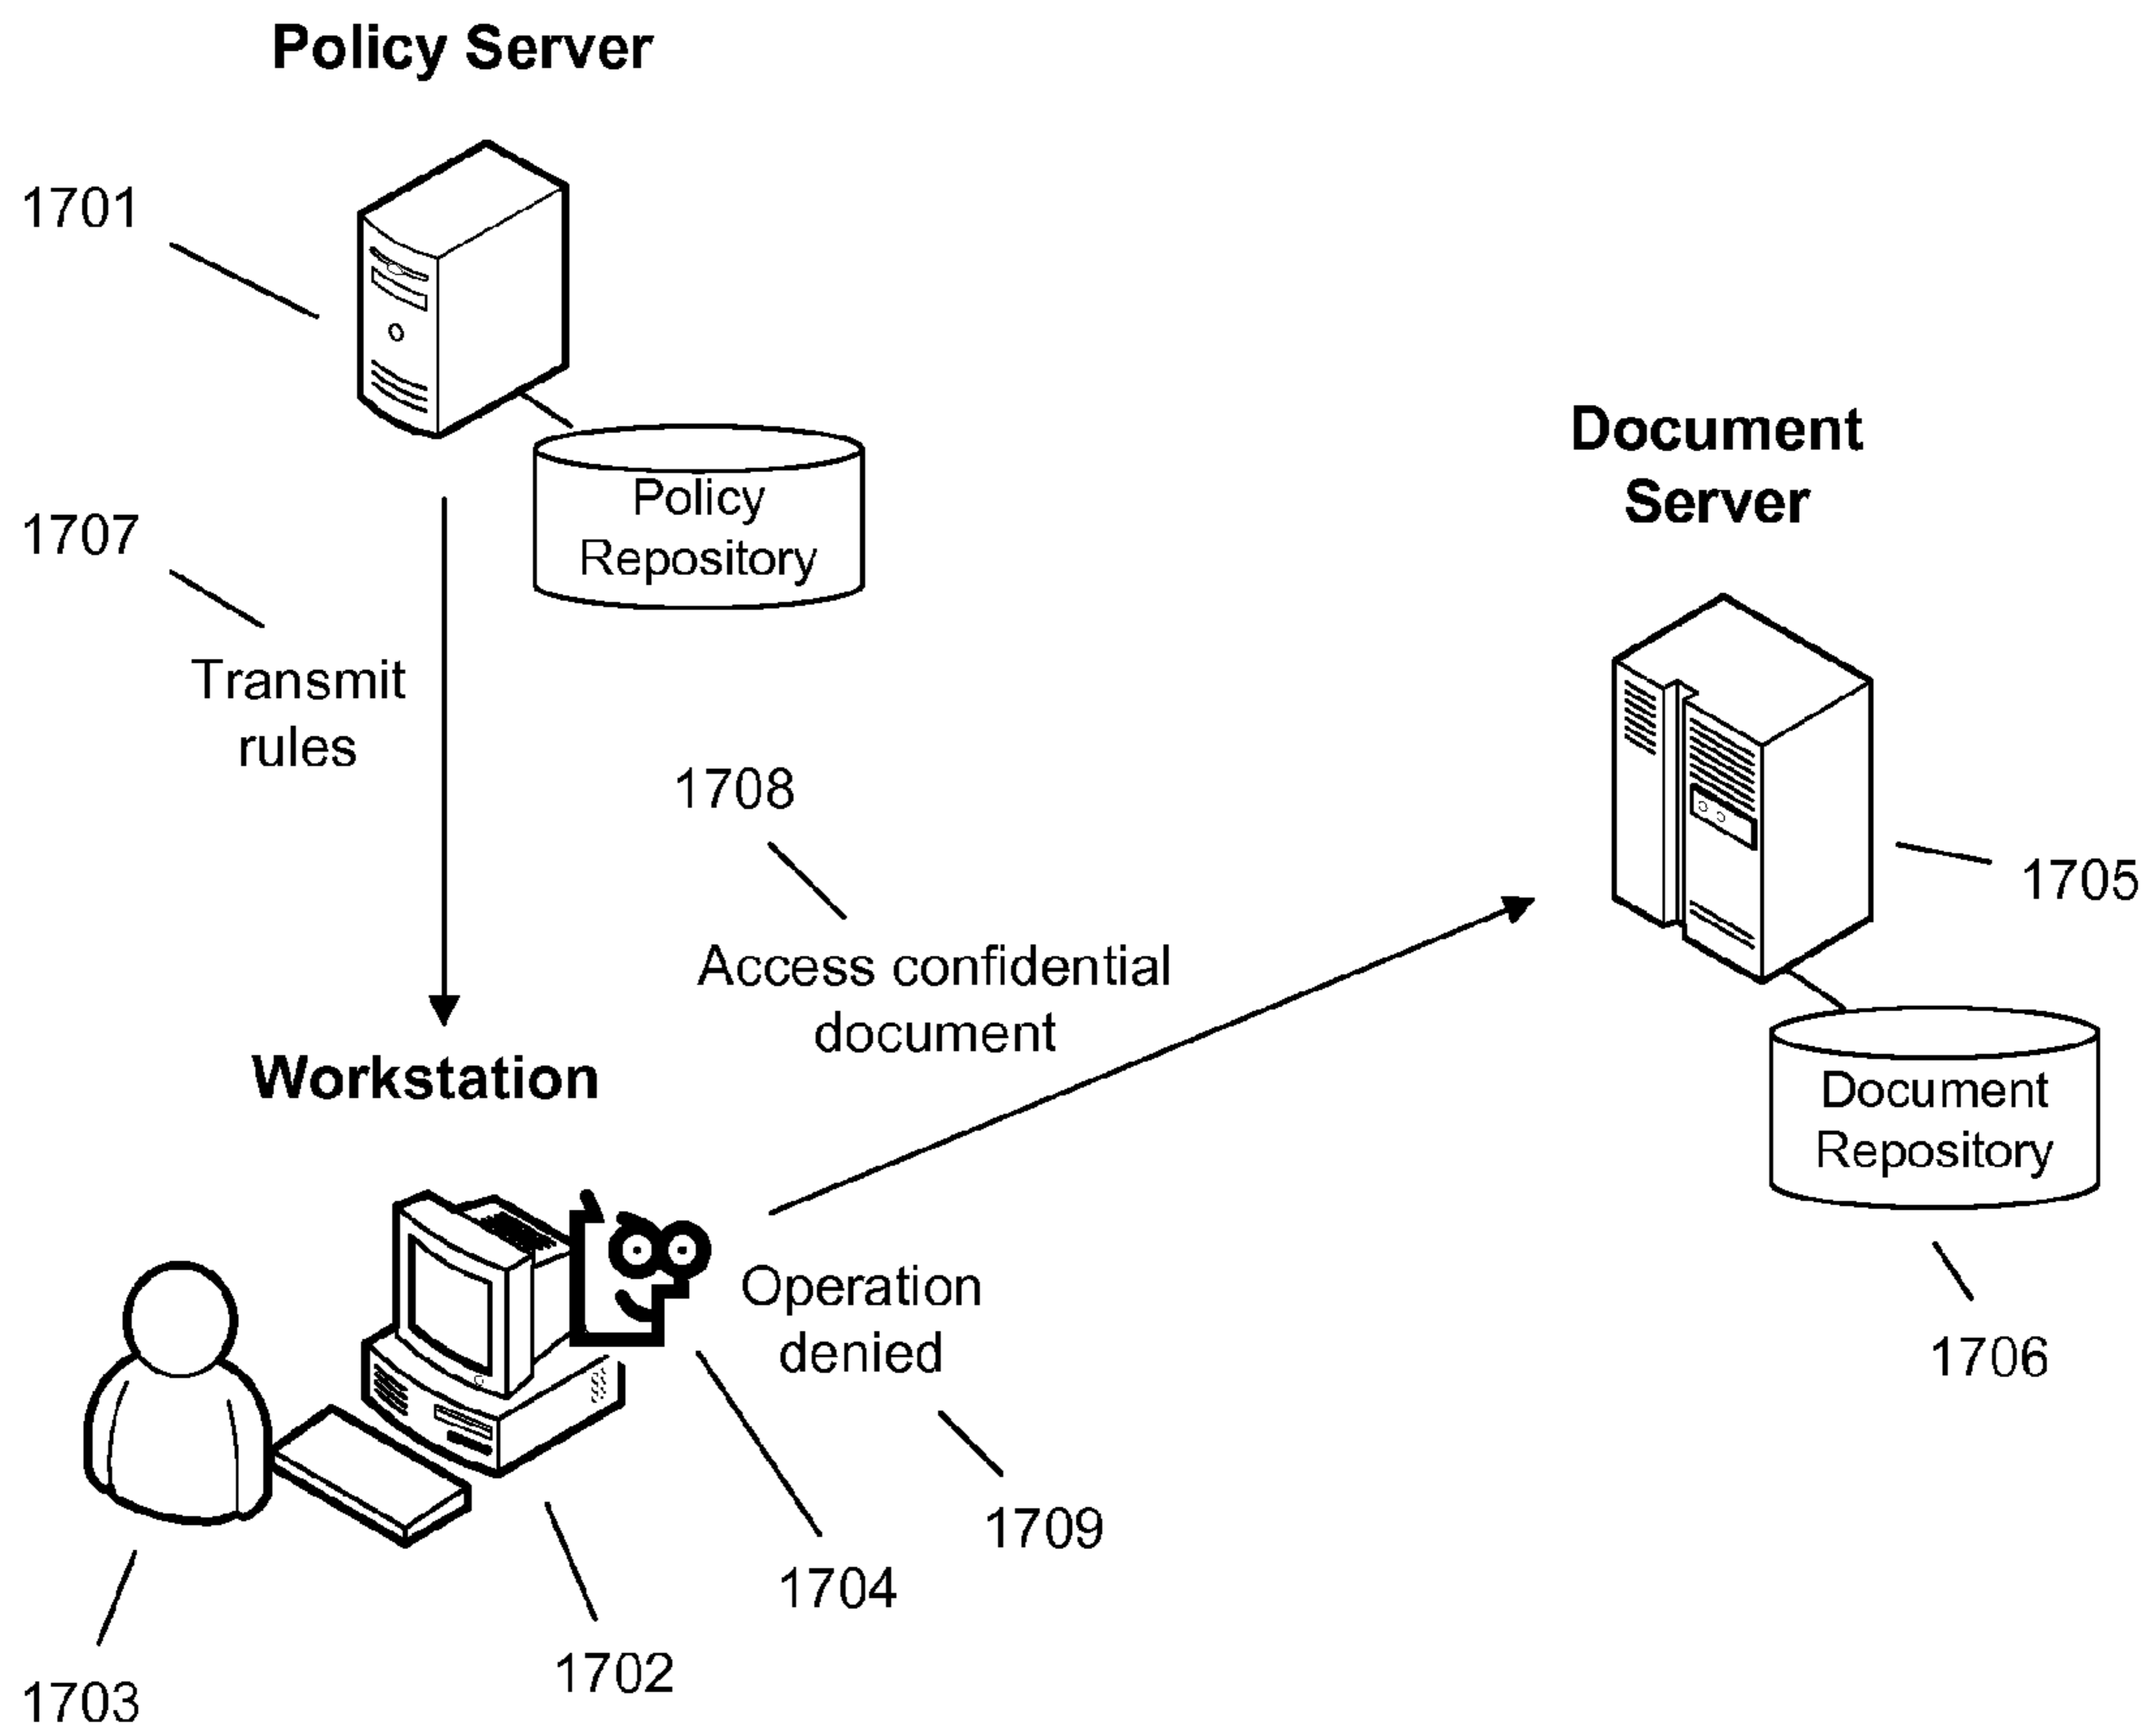 Policy Server
1701
Policy
Repository
1707
Transmit
rules
Document
Server
1708
1705
Access confidential
document
Workstation
Document
Repository
Operation
denied
1706
1709
1704
1702
1703